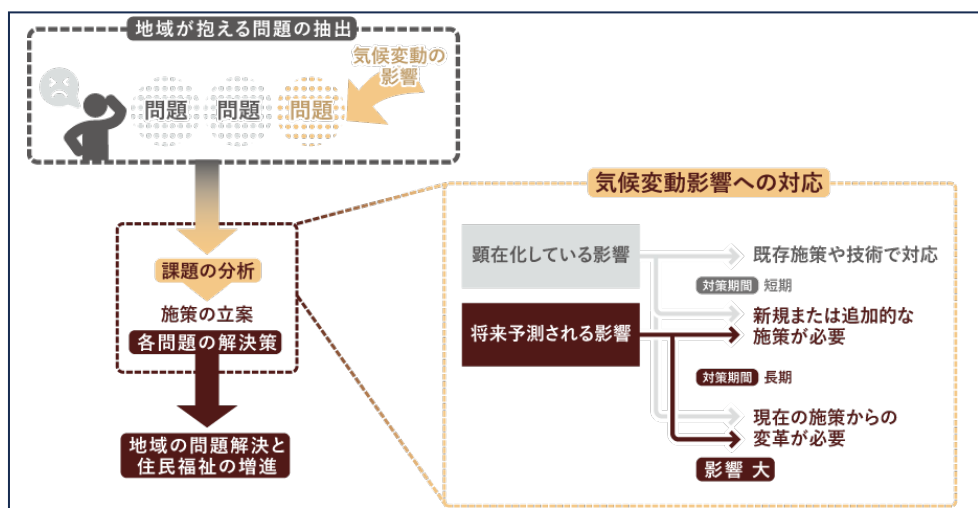 地域が抱える問題の抽出
気候変動の
影響
問題
問題
問題
課題の分析
施策の立案
各問題の解決策
地域の問題解決と
住民福祉の増進
気候変動影響への対応
顕在化している影響
既存施策や技術で対応
対策期間 短期
新規または追加的な
施策が必要
将来予測される影響
対策期間 長期
現在の施策からの
変革が必要
影響 大